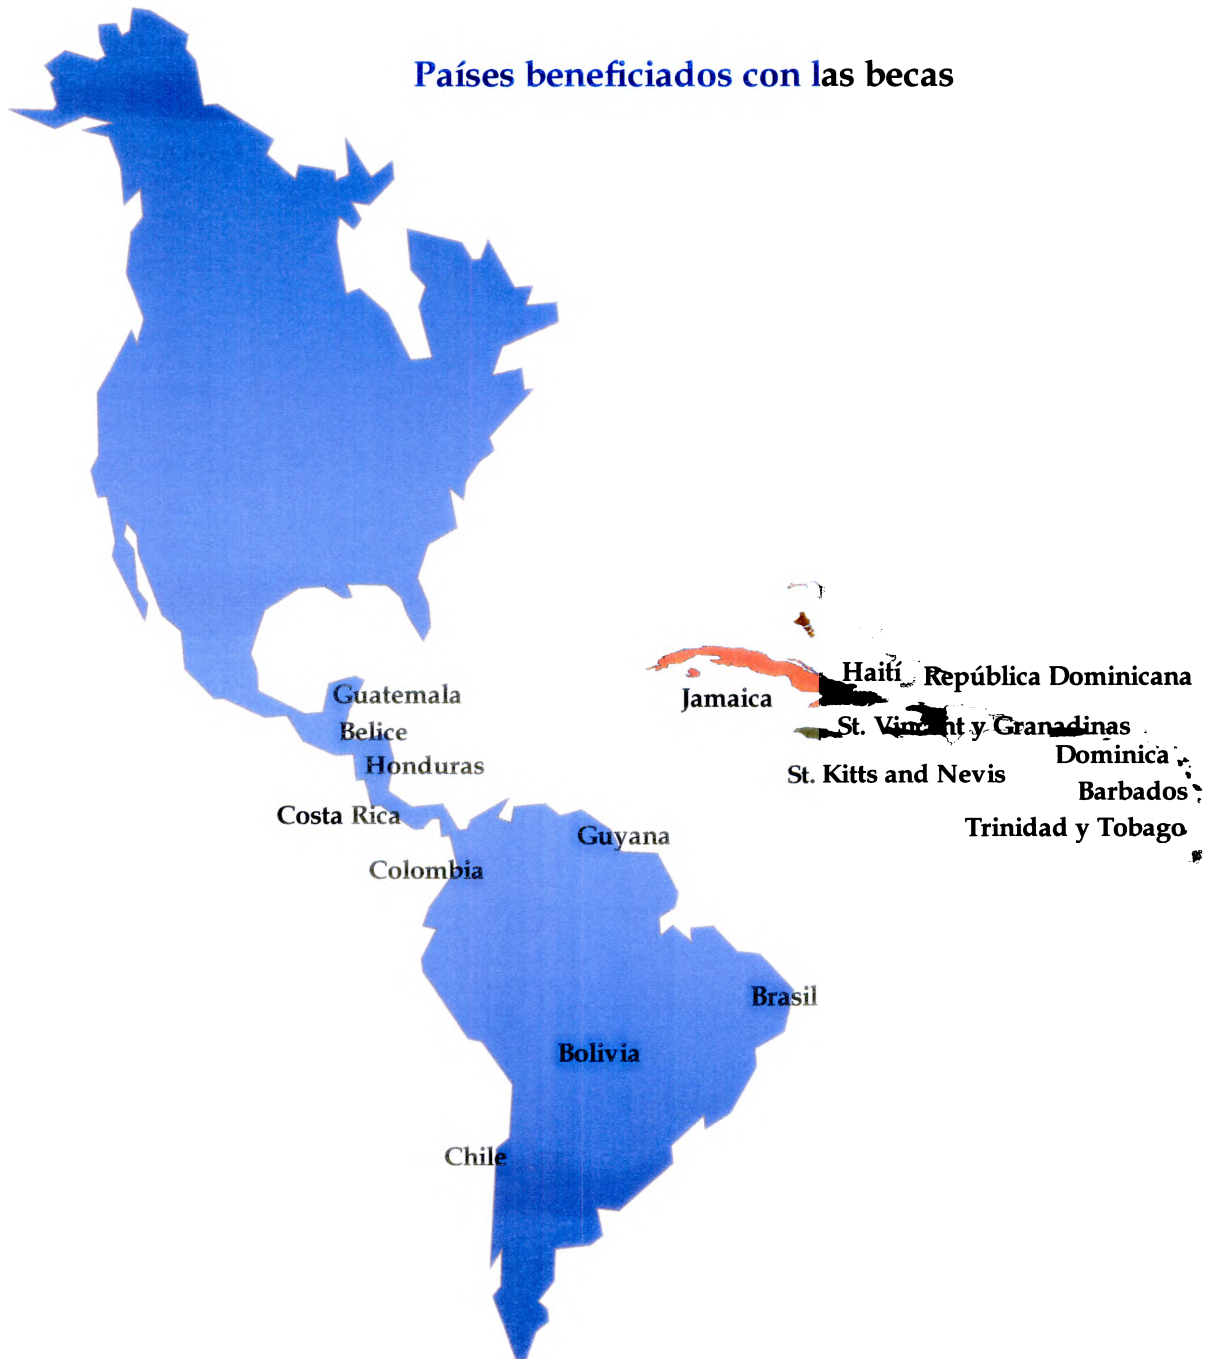 Países beneficiados con las becas
Haití
República Dominicana
Guatemala
Jamaica
Belice
St. Vincent y Granadinas
Dominica
Honduras
St. Kitts and Nevis
Barbados
Costa Rica
Guyana
Trinidad y Tobago
Colombia
Brasil
Bolivia
Chile